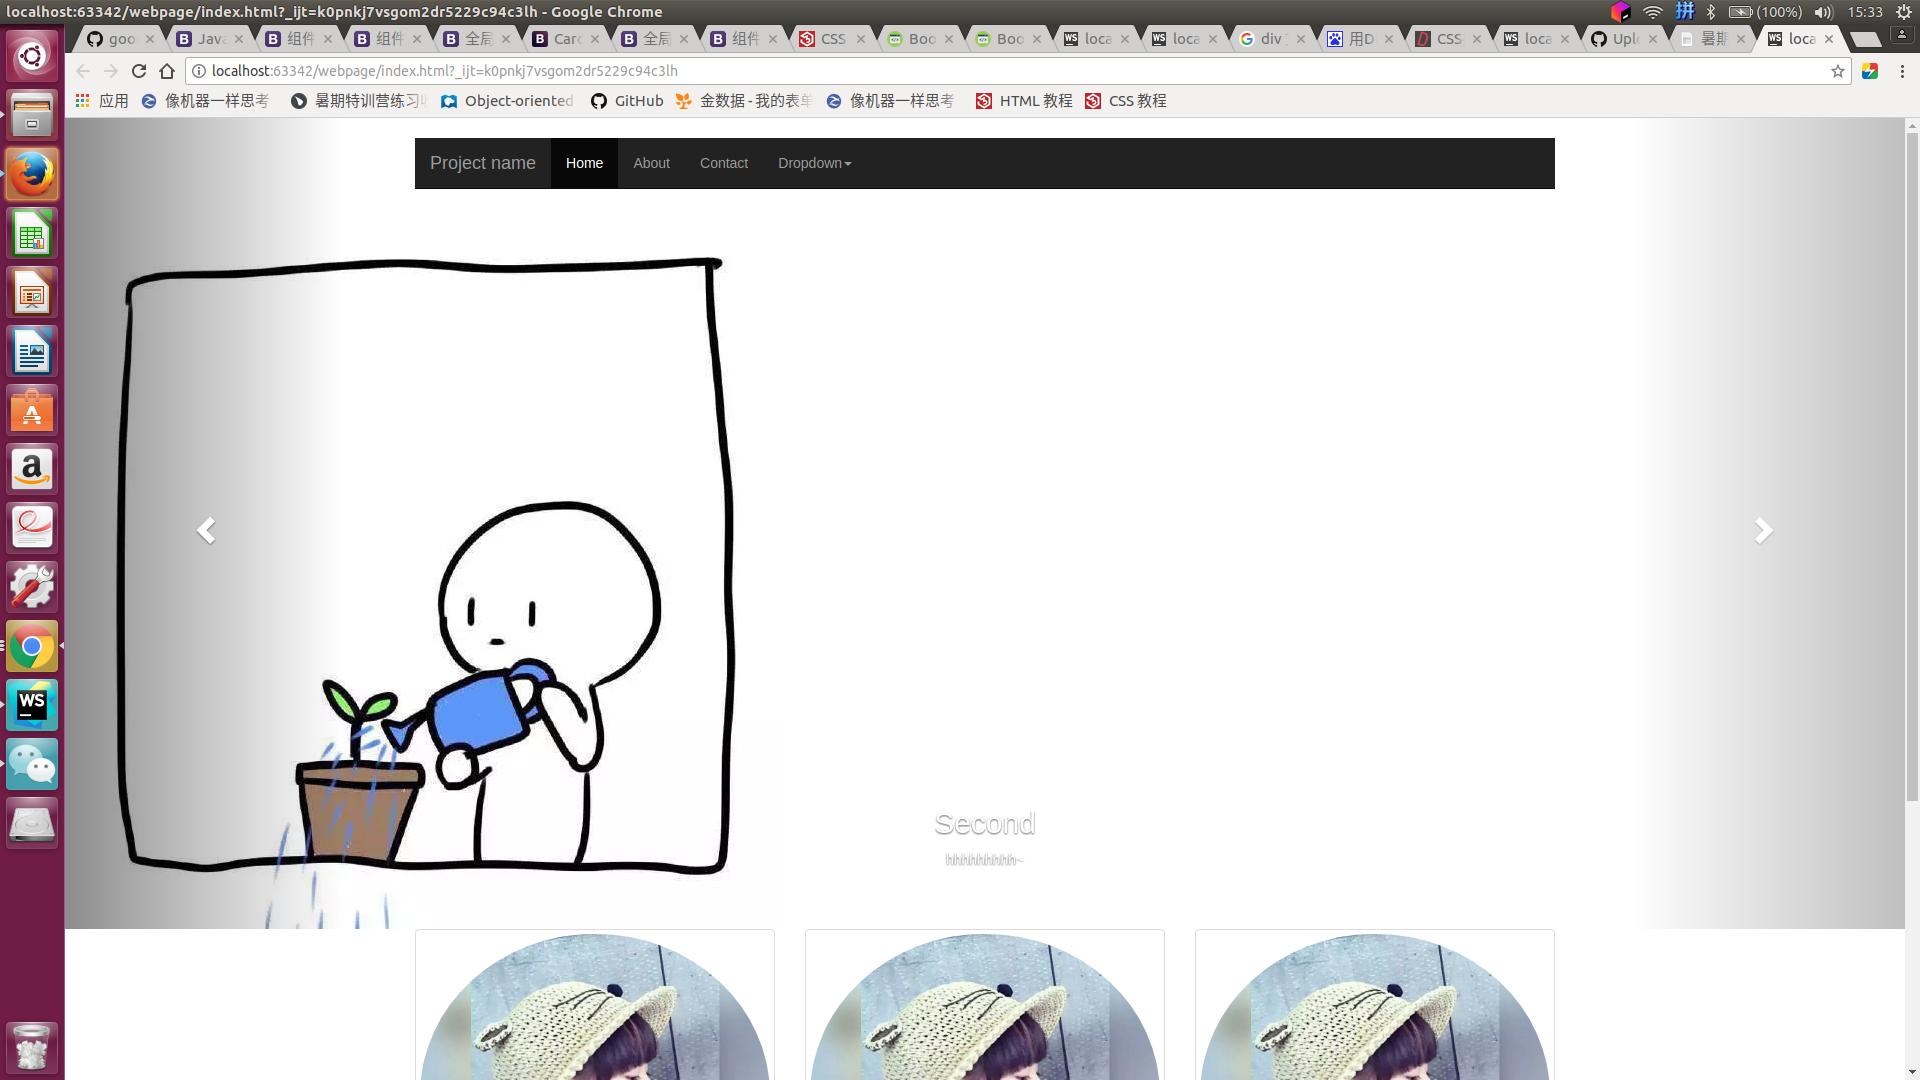 localhost:63342/webpage/index.html?_ijt=k0pnkj7vsgom2dr5229c94c3lh - Google Chrome
拼 (100%) 15:33
goo Java 组件 组件 全局 Carc 全局 组件 CSS Boo Boo loca loca div 用D CSS loca Uplo 暑期 loca
localhost:63342/webpage/index.html?_ijt=k0pnkj7vsgom2dr5229c94c3lh
应用 像机器一样思考 暑期特训营练习 Object-oriented GitHub 金数据 - 我的表单 像机器一样思考 HTML 教程 CSS 教程
Project name Home About Contact Dropdown
Second
hhhhhhhhh~